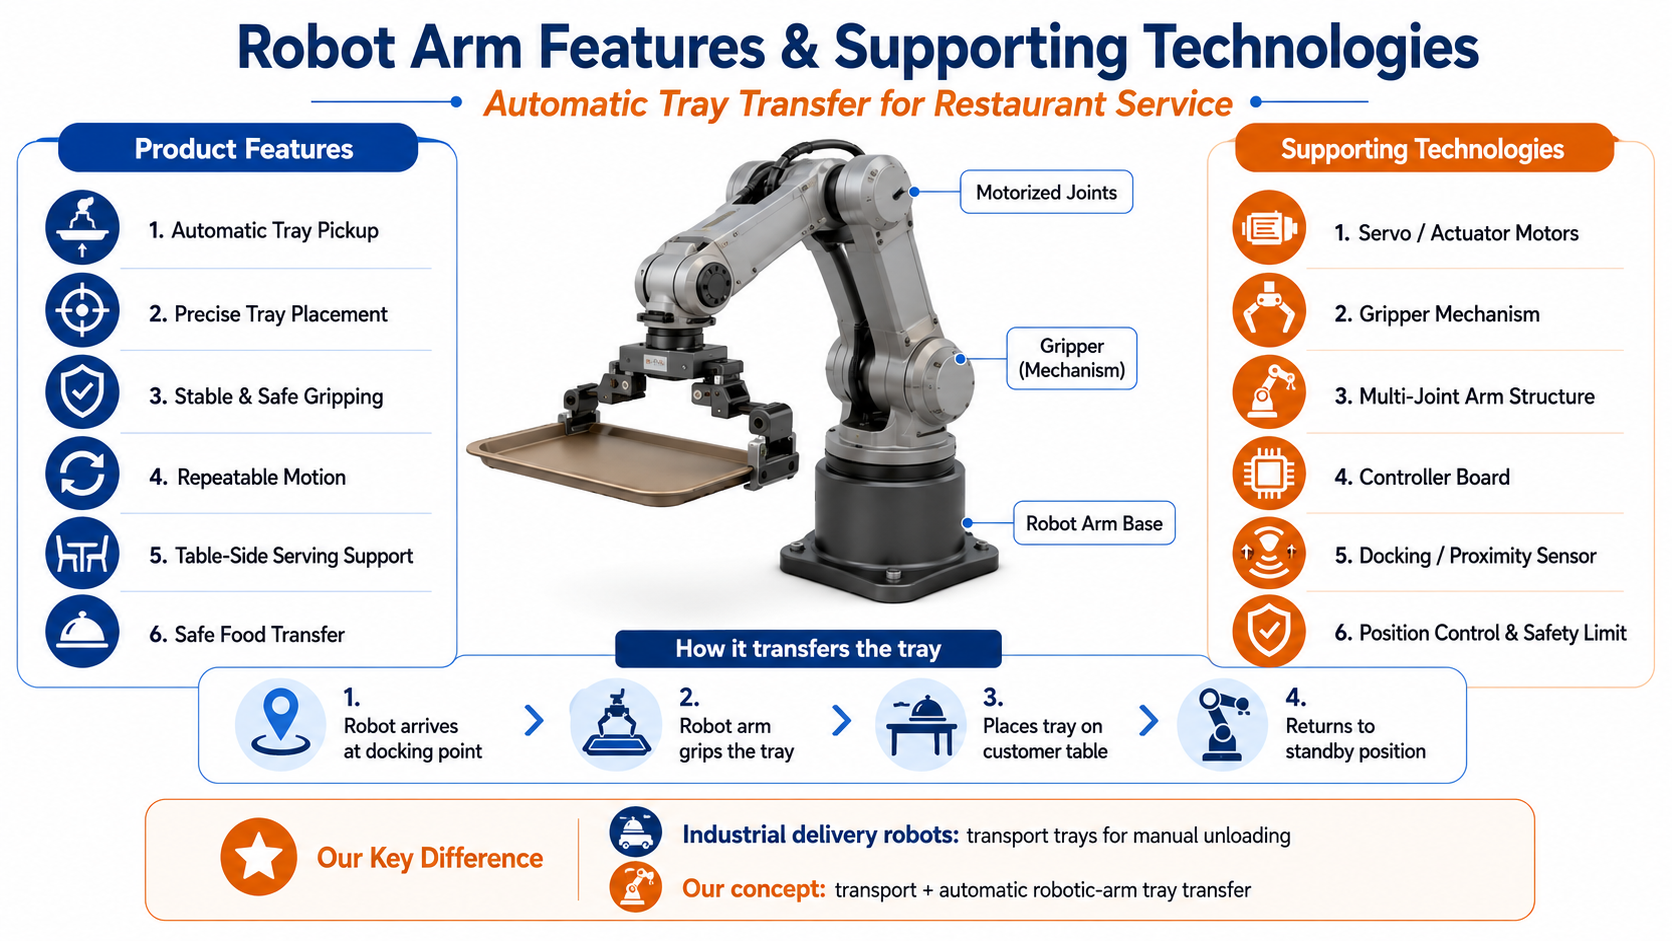 Robot Arm Features & Supporting Technologies
Automatic Tray Transfer for Restaurant Service
Product Features
1. Automatic Tray Pickup
2. Precise Tray Placement
3. Stable & Safe Gripping
4. Repeatable Motion
5. Table-Side Serving Support
6. Safe Food Transfer
Motorized Joints
Gripper
(Mechanism)
Robot Arm Base
Supporting Technologies
1. Servo / Actuator Motors
2. Gripper Mechanism
3. Multi-Joint Arm Structure
4. Controller Board
5. Docking / Proximity Sensor
6. Position Control & Safety Limit
How it transfers the tray
1.
Robot arrives
at docking point
2.
Robot arm
grips the tray
3.
Places tray on
customer table
4.
Returns to
standby position
Our Key Difference
Industrial delivery robots: transport trays for manual unloading
Our concept: transport + automatic robotic-arm tray transfer